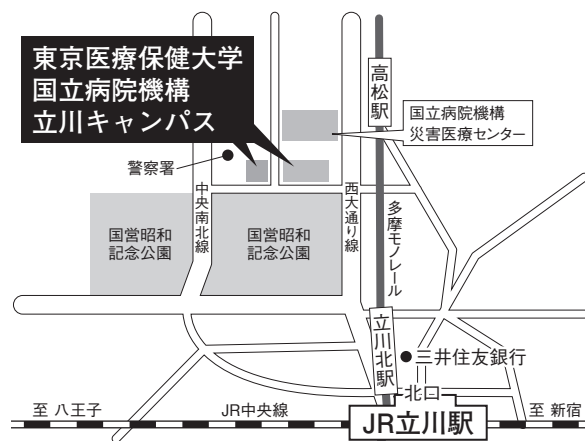 東京医療保健大学
国立病院機構
立川キャンパス
高松駅
国立病院機構
災害医療センター
警察署
中央南北線
西大通り線
多摩モノレール
国営昭和
記念公園
国営昭和
記念公園
立川北駅
三井住友銀行
北口
至 八王子
JR中央線
JR立川駅
至 新宿